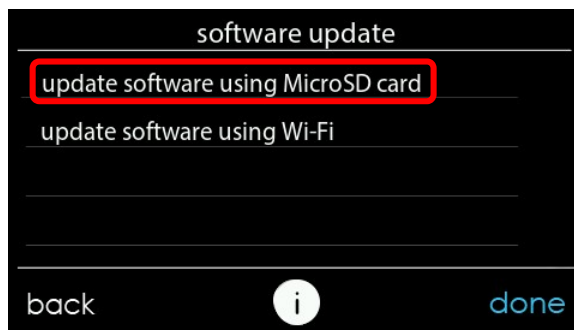 software update
update software using MicroSD card
update software using Wi-Fi
back i done